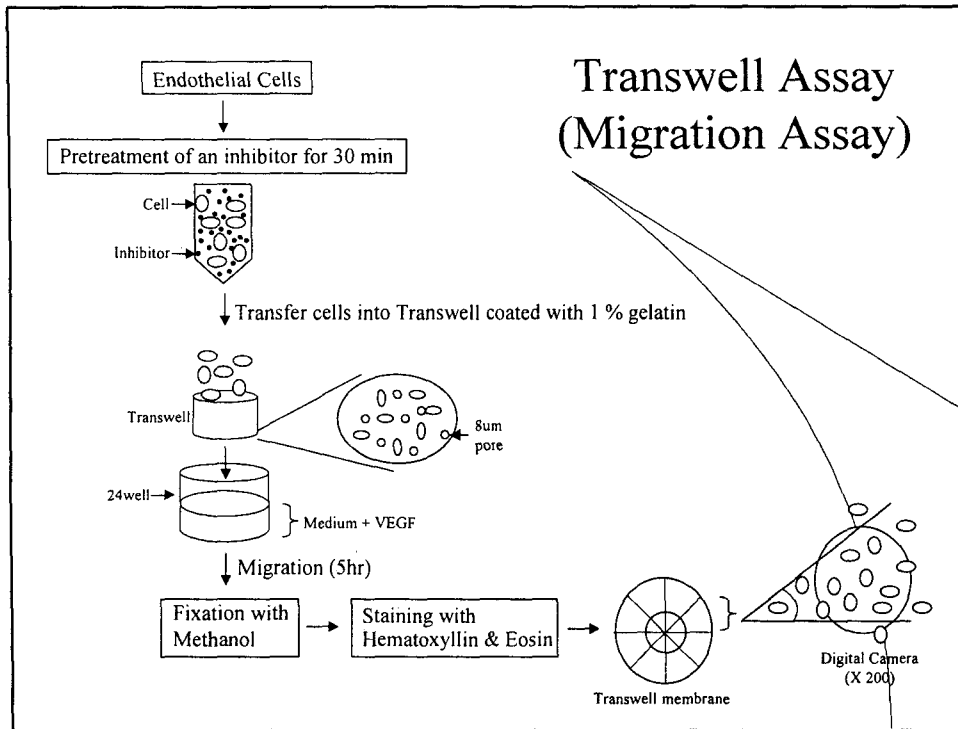 Transwell Assay
(Migration Assay)
Endothelial Cells
Pretreatment of an inhibitor for 30 min
Cell
Inhibitor
Transfer cells into Transwell coated with 1 % gelatin
Transwell
8um
pore
24well
Medium + VEGF
Migration (5hr)
Fixation with
Methanol
Staining with
Hematoxyllin & Eosin
Transwell membrane
Digital Camera
(X 200)